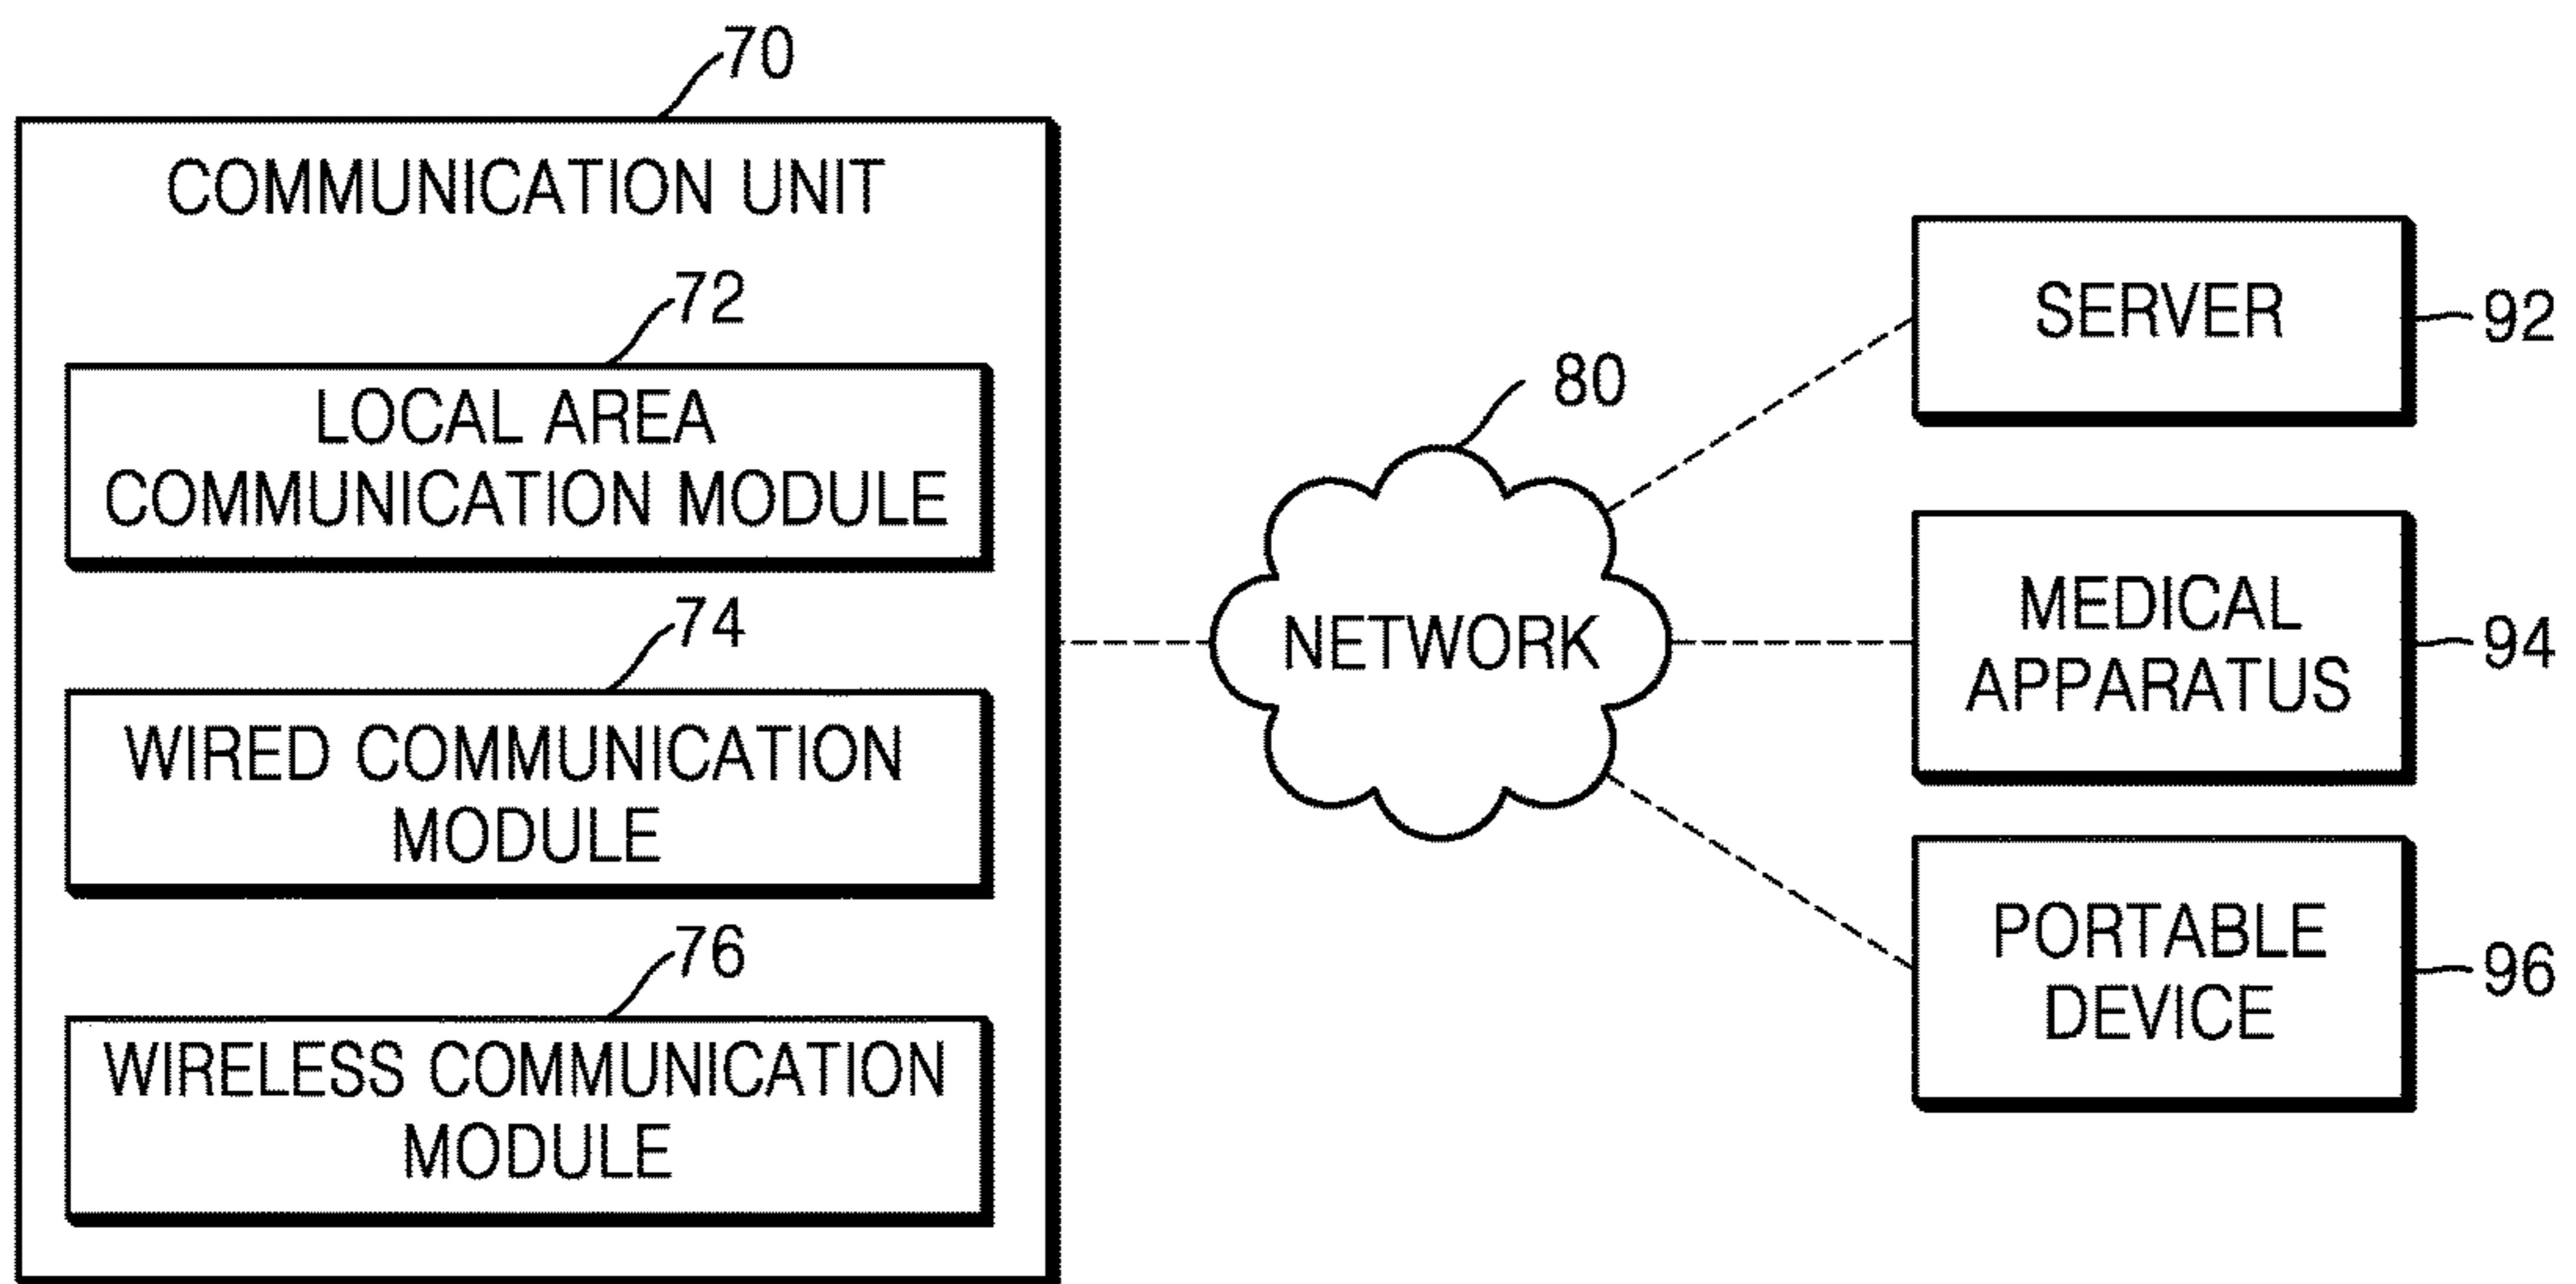 70
COMMUNICATION UNIT
72
LOCAL AREA
COMMUNICATION MODULE
74
WIRED COMMUNICATION
MODULE
76
WIRELESS COMMUNICATION
MODULE
80
NETWORK
SERVER
92
MEDICAL
APPARATUS
94
PORTABLE
DEVICE
96